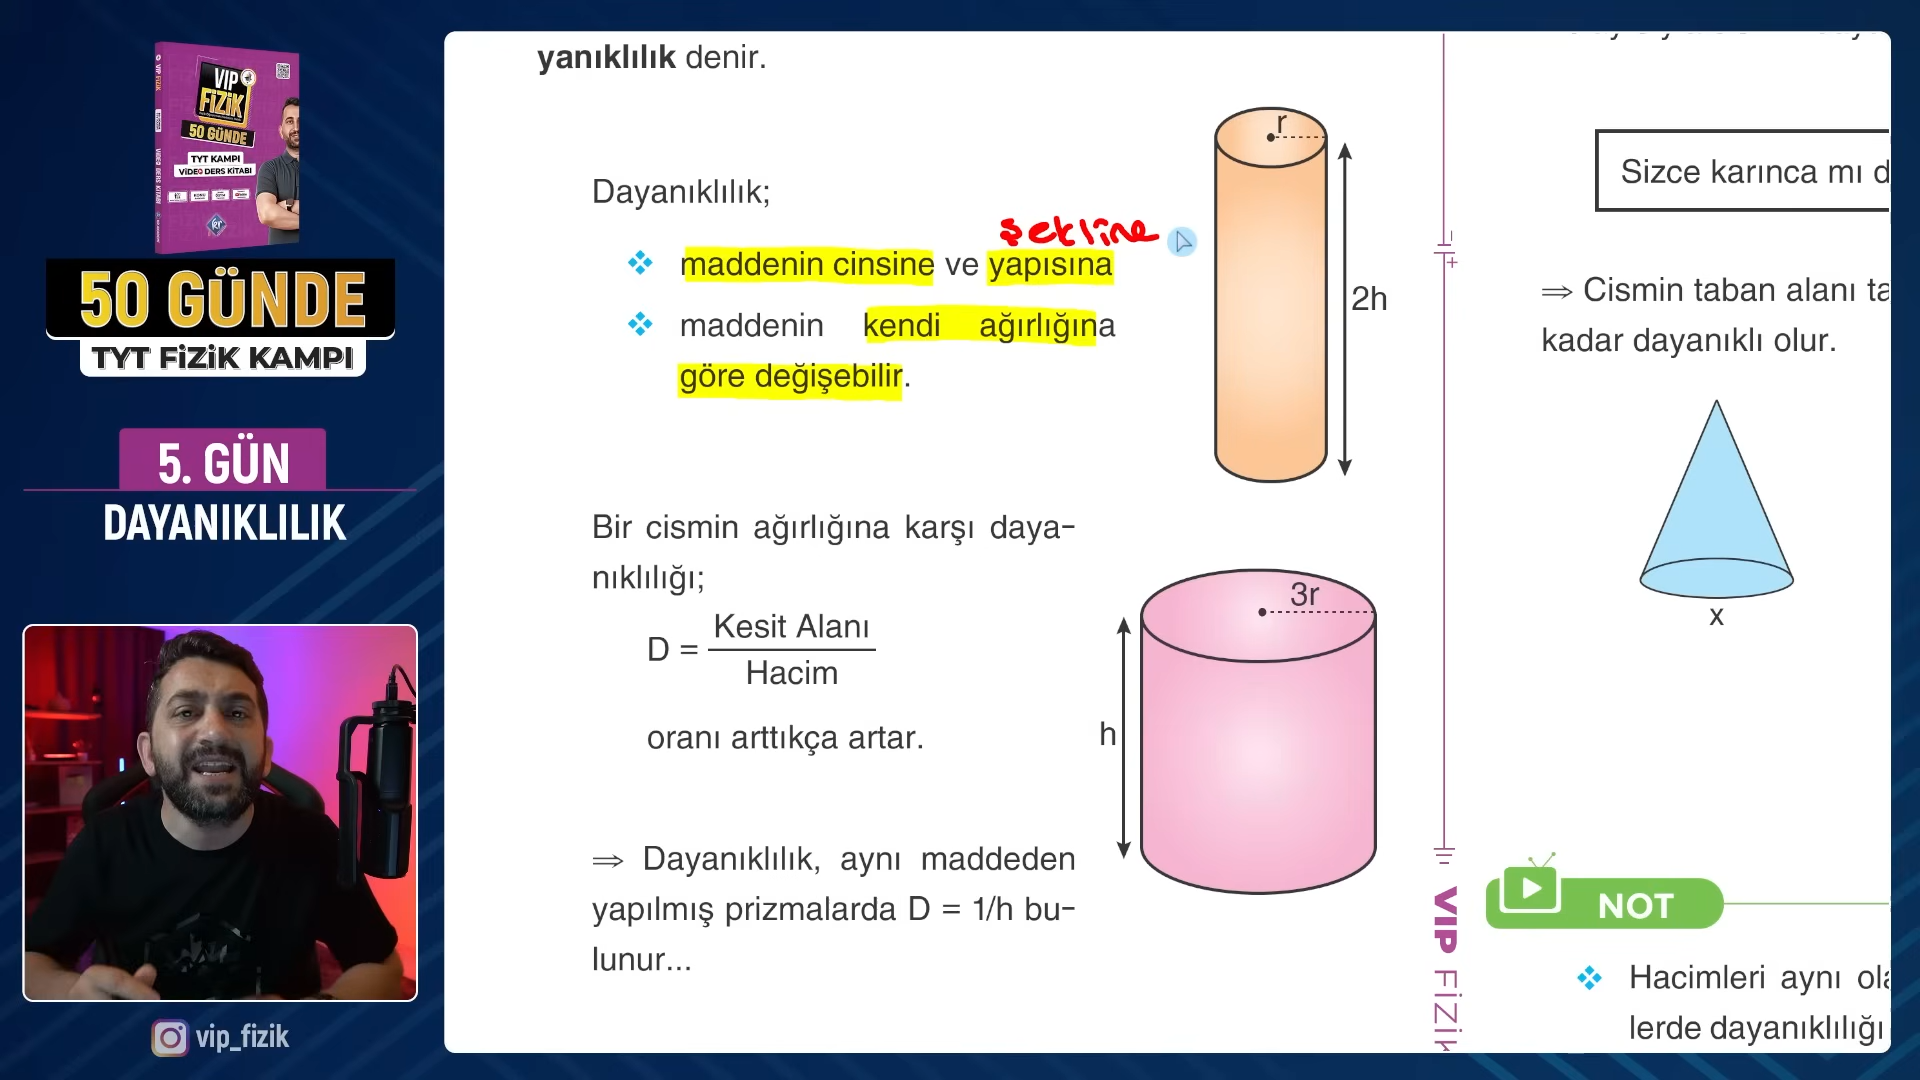 VIP
FİZİK
50 GÜNDE
TYT KAMPI
VİDEO DERS KİTABI
50 GÜNDE
TYT FİZİK KAMPI
5. GÜN
DAYANIKLILIK
vip_fizik
yanıklılık denir.
Dayanıklılık;
şekline
maddenin cinsine ve yapısına
maddenin kendi ağırlığına
göre değişebilir.
Bir cismin ağırlığına karşı daya-
nıklılığı;
D = Kesit Alanı
Hacim
oranı arttıkça artar.
⇒ Dayanıklılık, aynı maddeden
yapılmış prizmalarda D = 1/h bu-
lunur...
r
2h
3r
h
VIP FİZİK
Sizce karınca mı d
⇒ Cismin taban alanı ta
kadar dayanıklı olur.
x
NOT
Hacimleri aynı ola
lerde dayanıklılığı